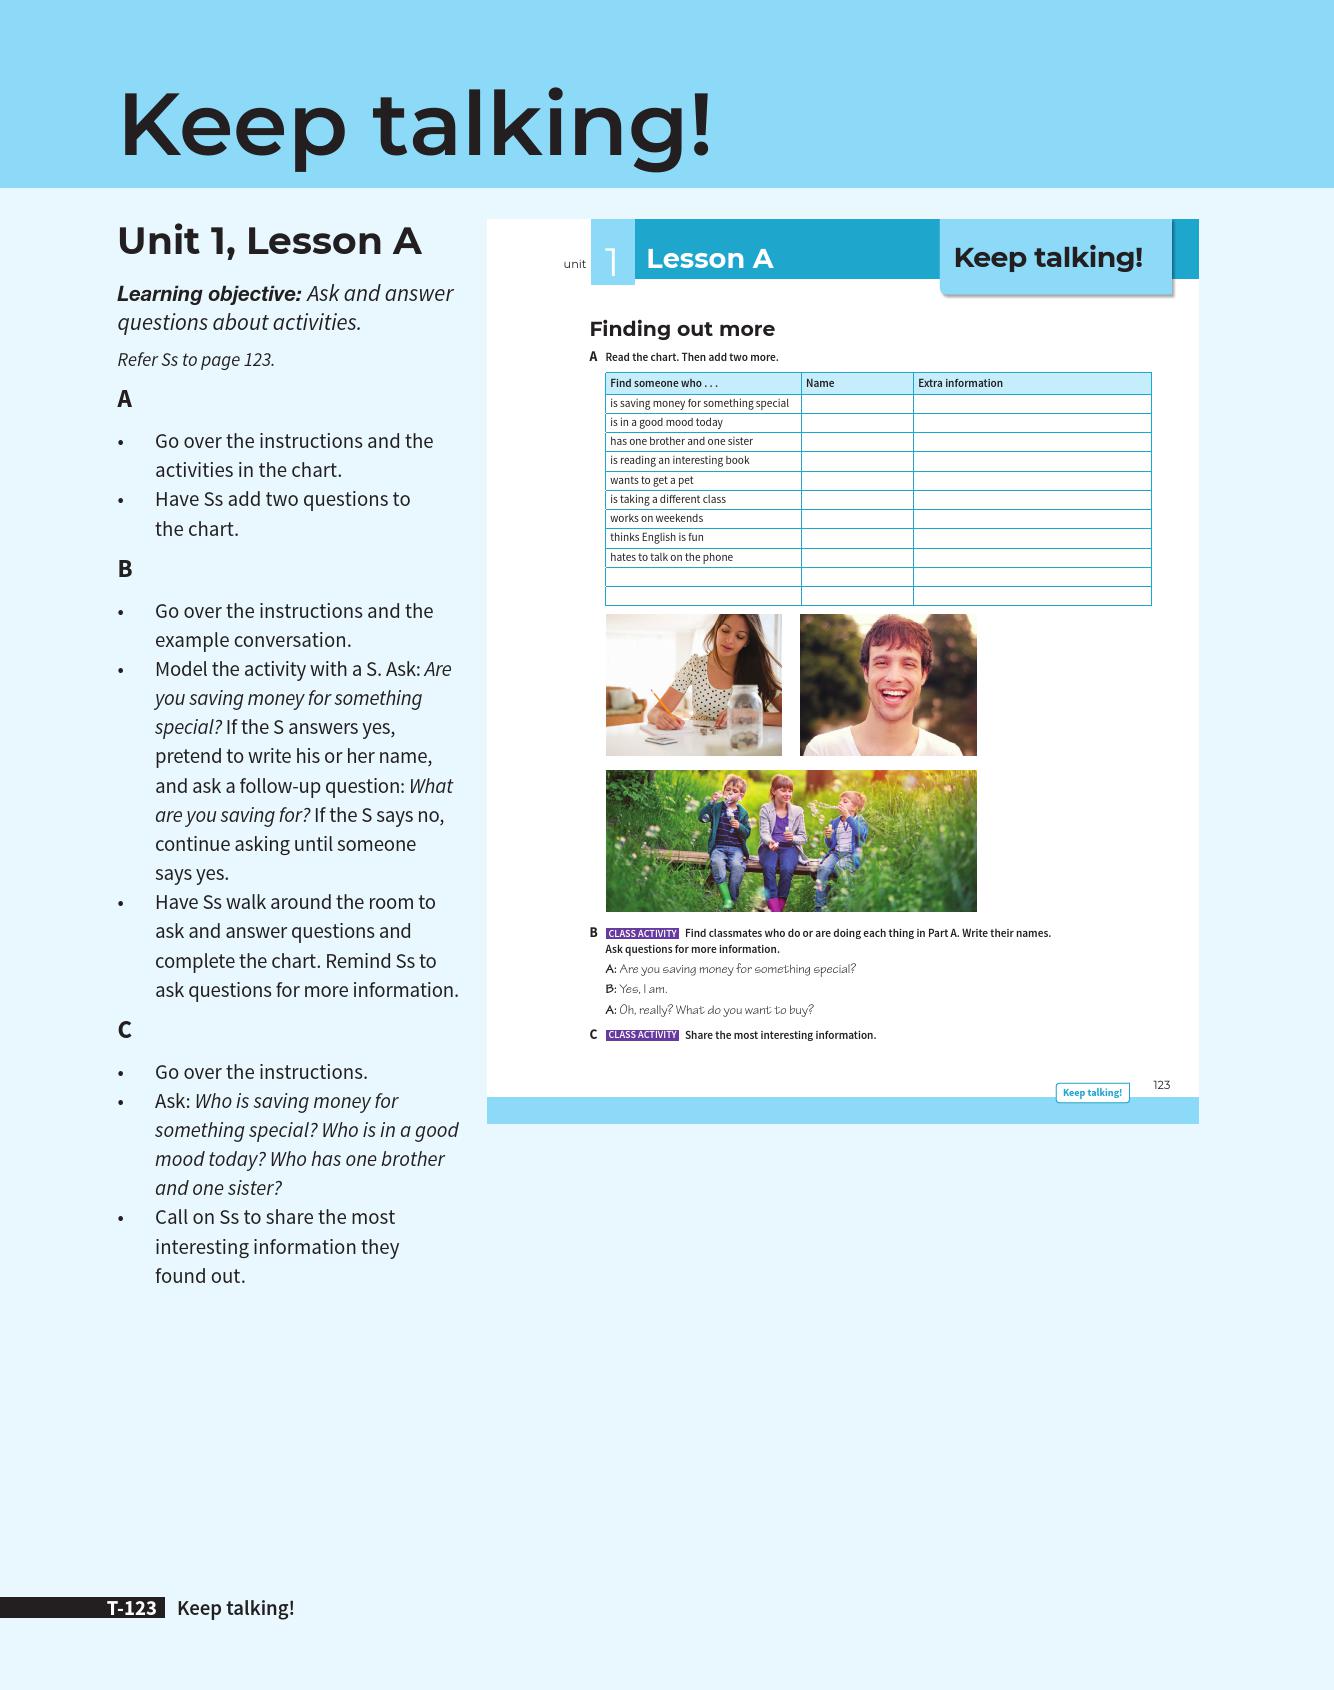 Keep talking!
Unit 1, Lesson A
Learning objective: Ask and answer
questions about activities.
Refer Ss to page 123.
A
• Go over the instructions and the
activities in the chart.
• Have Ss add two questions to
the chart.
B
• Go over the instructions and the
example conversation.
• Model the activity with a S. Ask: Are
you saving money for something
special? If the S answers yes,
pretend to write his or her name,
and ask a follow-up question: What
are you saving for? If the S says no,
continue asking until someone
says yes.
• Have Ss walk around the room to
ask and answer questions and
complete the chart. Remind Ss to
ask questions for more information.
C
• Go over the instructions.
• Ask: Who is saving money for
something special? Who is in a good
mood today? Who has one brother
and one sister?
• Call on Ss to share the most
interesting information they
found out.
unit 1 Lesson A Keep talking!
Finding out more
A Read the chart. Then add two more.
Find someone who . . . Name Extra information
is saving money for something special
is in a good mood today
has one brother and one sister
is reading an interesting book
wants to get a pet
is taking a different class
works on weekends
thinks English is fun
hates to talk on the phone
B CLASS ACTIVITY Find classmates who do or are doing each thing in Part A. Write their names.
Ask questions for more information.
A: Are you saving money for something special?
B: Yes, I am.
A: Oh, really? What do you want to buy?
C CLASS ACTIVITY Share the most interesting information.
Keep talking! 123
T-123 Keep talking!